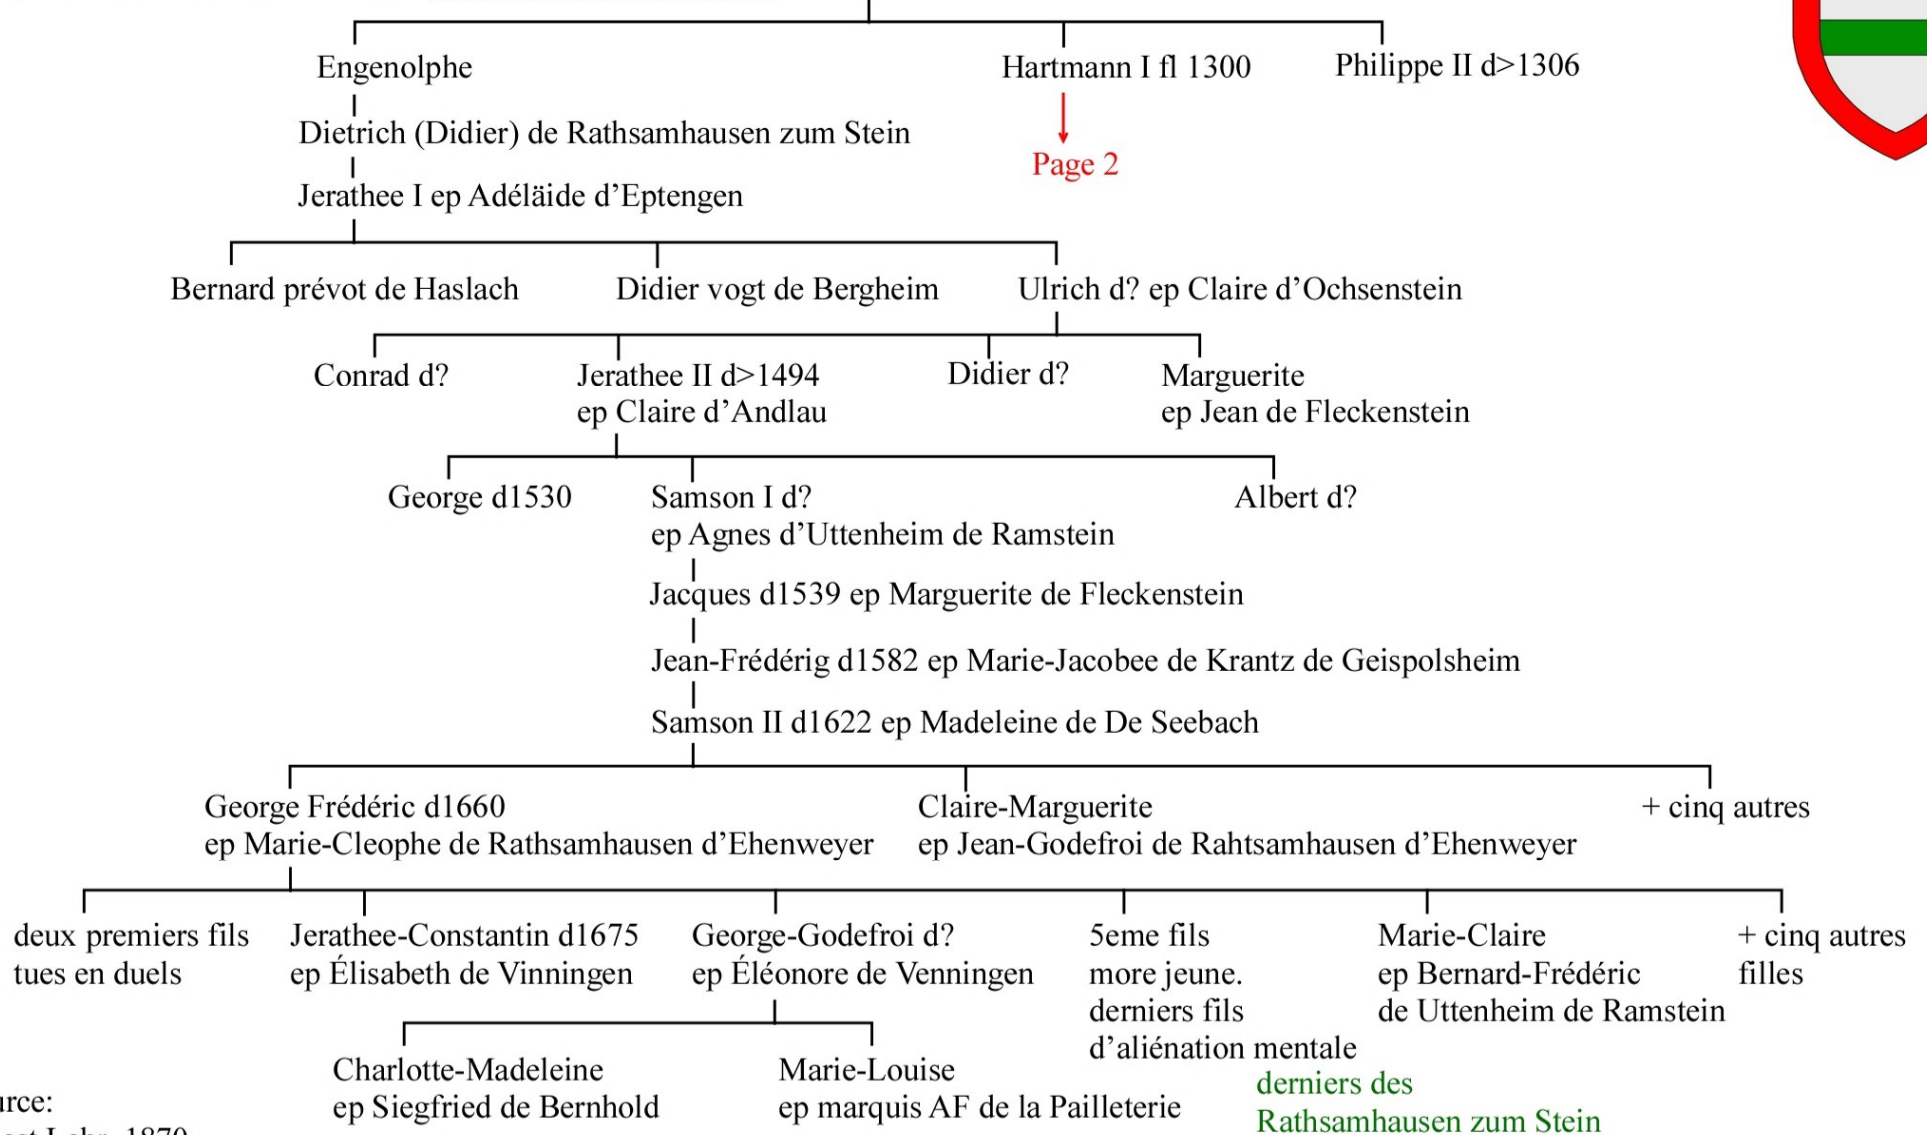 Engenolphe
Hartmann I fl 1300
Philippe II d>1306
Dietrich (Didier) de Rathsamhausen zum Stein
Page 2
Jerathee I ep Adéläide d’Eptengen
Bernard prévot de Haslach
Didier vogt de Bergheim
Ulrich d? ep Claire d’Ochsenstein
Conrad d?
Jerathee II d>1494
ep Claire d’Andlau
Didier d?
Marguerite
ep Jean de Fleckenstein
George d1530
Samson I d?
ep Agnes d’Uttenheim de Ramstein
Albert d?
Jacques d1539 ep Marguerite de Fleckenstein
Jean-Frédérig d1582 ep Marie-Jacobee de Krantz de Geispolsheim
Samson II d1622 ep Madeleine de De Seebach
George Frédéric d1660
ep Marie-Cleophe de Rathsamhausen d’Ehenweyer
Claire-Marguerite
ep Jean-Godefroi de Rahtsamhausen d’Ehenweyer
+ cinq autres
deux premiers fils
tues en duels
Jerathee-Constantin d1675
ep Élisabeth de Vinningen
George-Godefroi d?
ep Éléonore de Venningen
5eme fils
more jeune.
derniers fils
d’aliénation mentale
Marie-Claire
ep Bernard-Frédéric
de Uttenheim de Ramstein
+ cinq autres
filles
Charlotte-Madeleine
ep Siegfried de Bernhold
Marie-Louise
ep marquis AF de la Pailleterie
derniers des
Rathsamhausen zum Stein
urce: